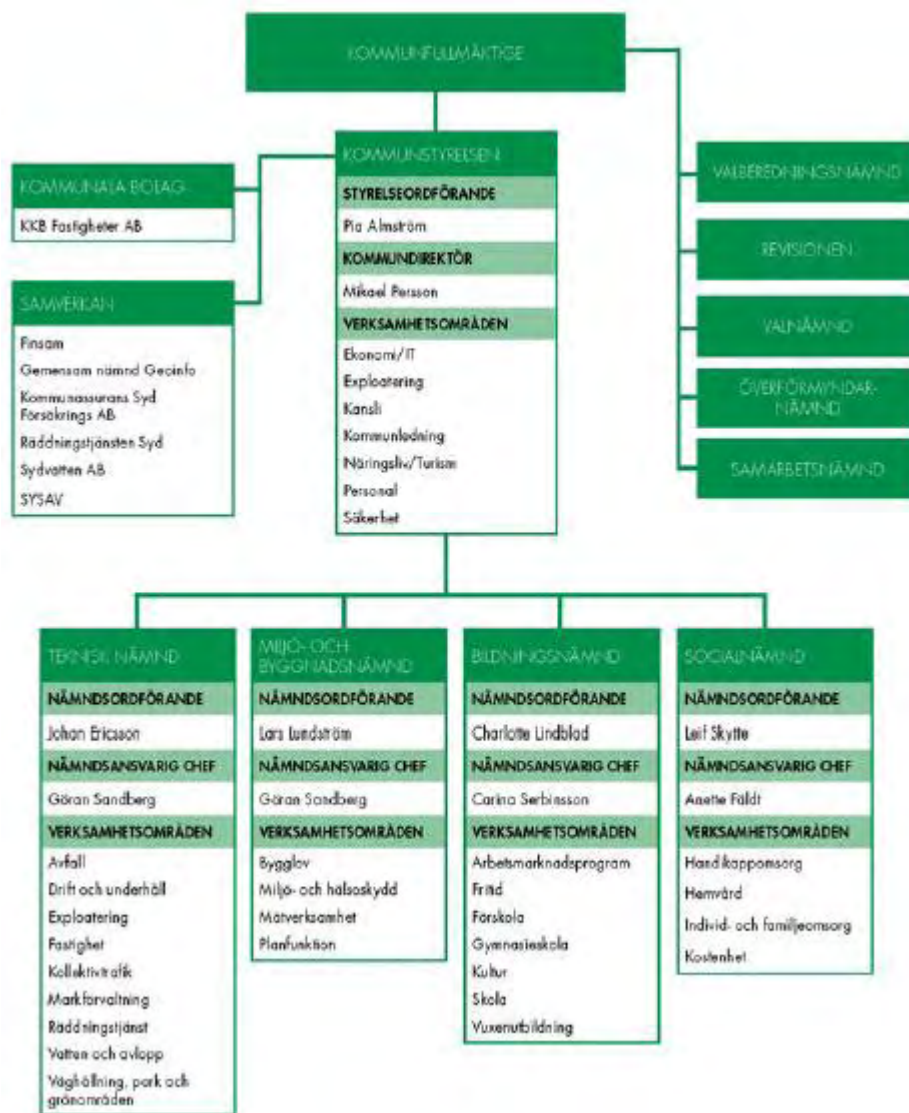 KOMMUNFULLMÄKTIGE
KOMMUNSTYRELSEN
STYRELSEORDFÖRANDE
Pia Almström
KOMMUNDIREKTÖR
Mikael Persson
VERKSAMHETSOMRÅDEN
Ekonomi/IT
Exploatering
Kansli
Kommunledning
Näringsliv/Turism
Personal
Säkerhet
KOMMUNALA BOLAG
KKB Fastigheter AB
SAMVERKAN
Finsam
Gemensam nämnd Geoinfo
Kommunassurans Syd
Försäkrings AB
Räddningstjänsten Syd
Sydvatten AB
SYSAV
VALBEREDNINGSNÄMND
REVISIONEN
VALNÄMND
ÖVERFÖRMYNDAR-
NÄMND
SAMARBETSNÄMND
TEKNISK NÄMND
NÄMNDSORDFÖRANDE
Johan Ericsson
NÄMNDSANSVARIG CHEF
Göran Sandberg
VERKSAMHETSOMRÅDEN
Avfall
Drift och underhåll
Exploatering
Fastighet
Kollektivtrafik
Markförvaltning
Räddningstjänst
Vatten och avlopp
Väghållning, park och
grönområden
MILJÖ- OCH
BYGGNADSNÄMND
NÄMNDSORDFÖRANDE
Lars Lundström
NÄMNDSANSVARIG CHEF
Göran Sandberg
VERKSAMHETSOMRÅDEN
Bygglov
Miljö- och hälsoskydd
Mätverksamhet
Planfunktion
BILDNINGSNÄMND
NÄMNDSORDFÖRANDE
Charlotte Lindblad
NÄMNDSANSVARIG CHEF
Carina Serbinsson
VERKSAMHETSOMRÅDEN
Arbetsmarknadsprogram
Fritid
Förskola
Gymnasieskola
Kultur
Skola
Vuxenutbildning
SOCIALNÄMND
NÄMNDSORDFÖRANDE
Leif Skytte
NÄMNDSANSVARIG CHEF
Anette Fäldt
VERKSAMHETSOMRÅDEN
Handikappomsorg
Hemvård
Individ- och familjeomsorg
Kostenhet